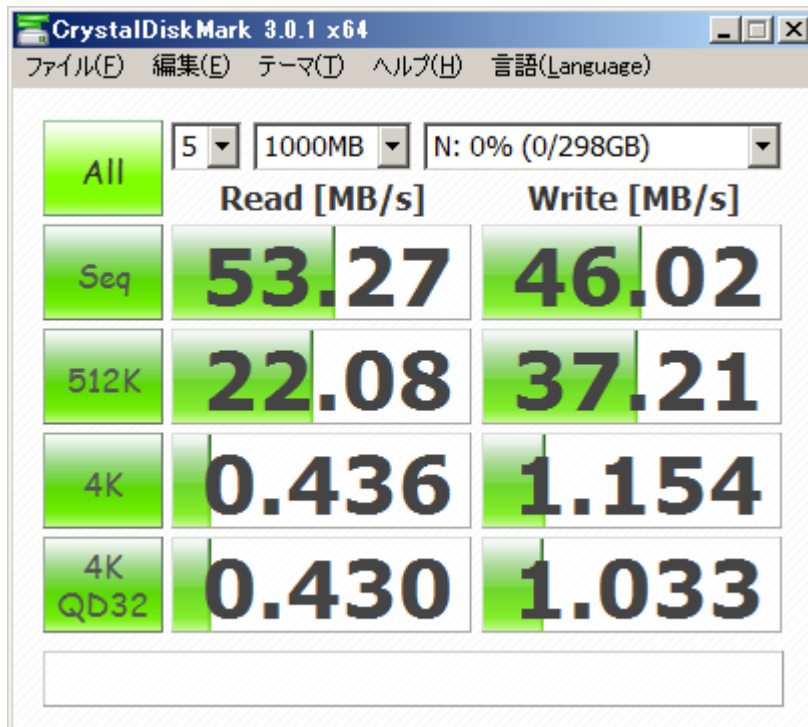 CrystalDiskMark 3.0.1 x64
ファイル(F) 編集(E) テーマ(T) ヘルプ(H) 言語(Language)
All 5 1000MB N: 0% (0/298GB)
Read [MB/s] Write [MB/s]
Seq 53.27 46.02
512K 22.08 37.21
4K 0.436 1.154
4K
QD32 0.430 1.033